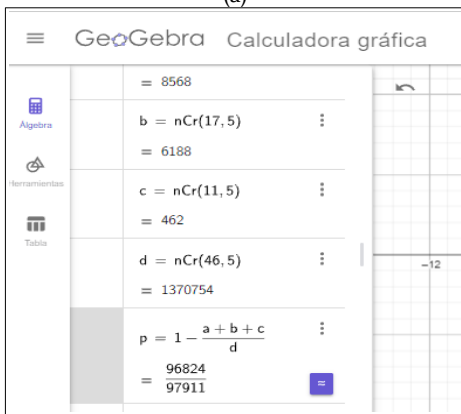 (a)
GeoGebra Calculadora gráfica
= 8568
Álgebra
b = nCr(17, 5)
= 6188
Herramientas
c = nCr(11, 5)
= 462
Tabla
d = nCr(46, 5)
= 1370754
-12
p = 1 − (a + b + c)/d
= 96824/97911
=